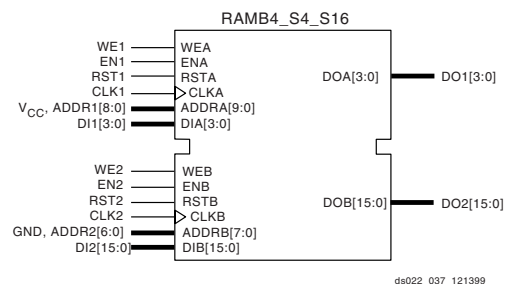 RAMB4_S4_S16
WE1 WEA
EN1 ENA
RST1 RSTA DOA[3:0] DO1[3:0]
CLK1 CLKA
VCC, ADDR1[8:0] ADDRA[9:0]
DI1[3:0] DIA[3:0]
WE2 WEB
EN2 ENB
RST2 RSTB DOB[15:0] DO2[15:0]
CLK2 CLKB
GND, ADDR2[6:0] ADDRB[7:0]
DI2[15:0] DIB[15:0]
ds022_037_121399